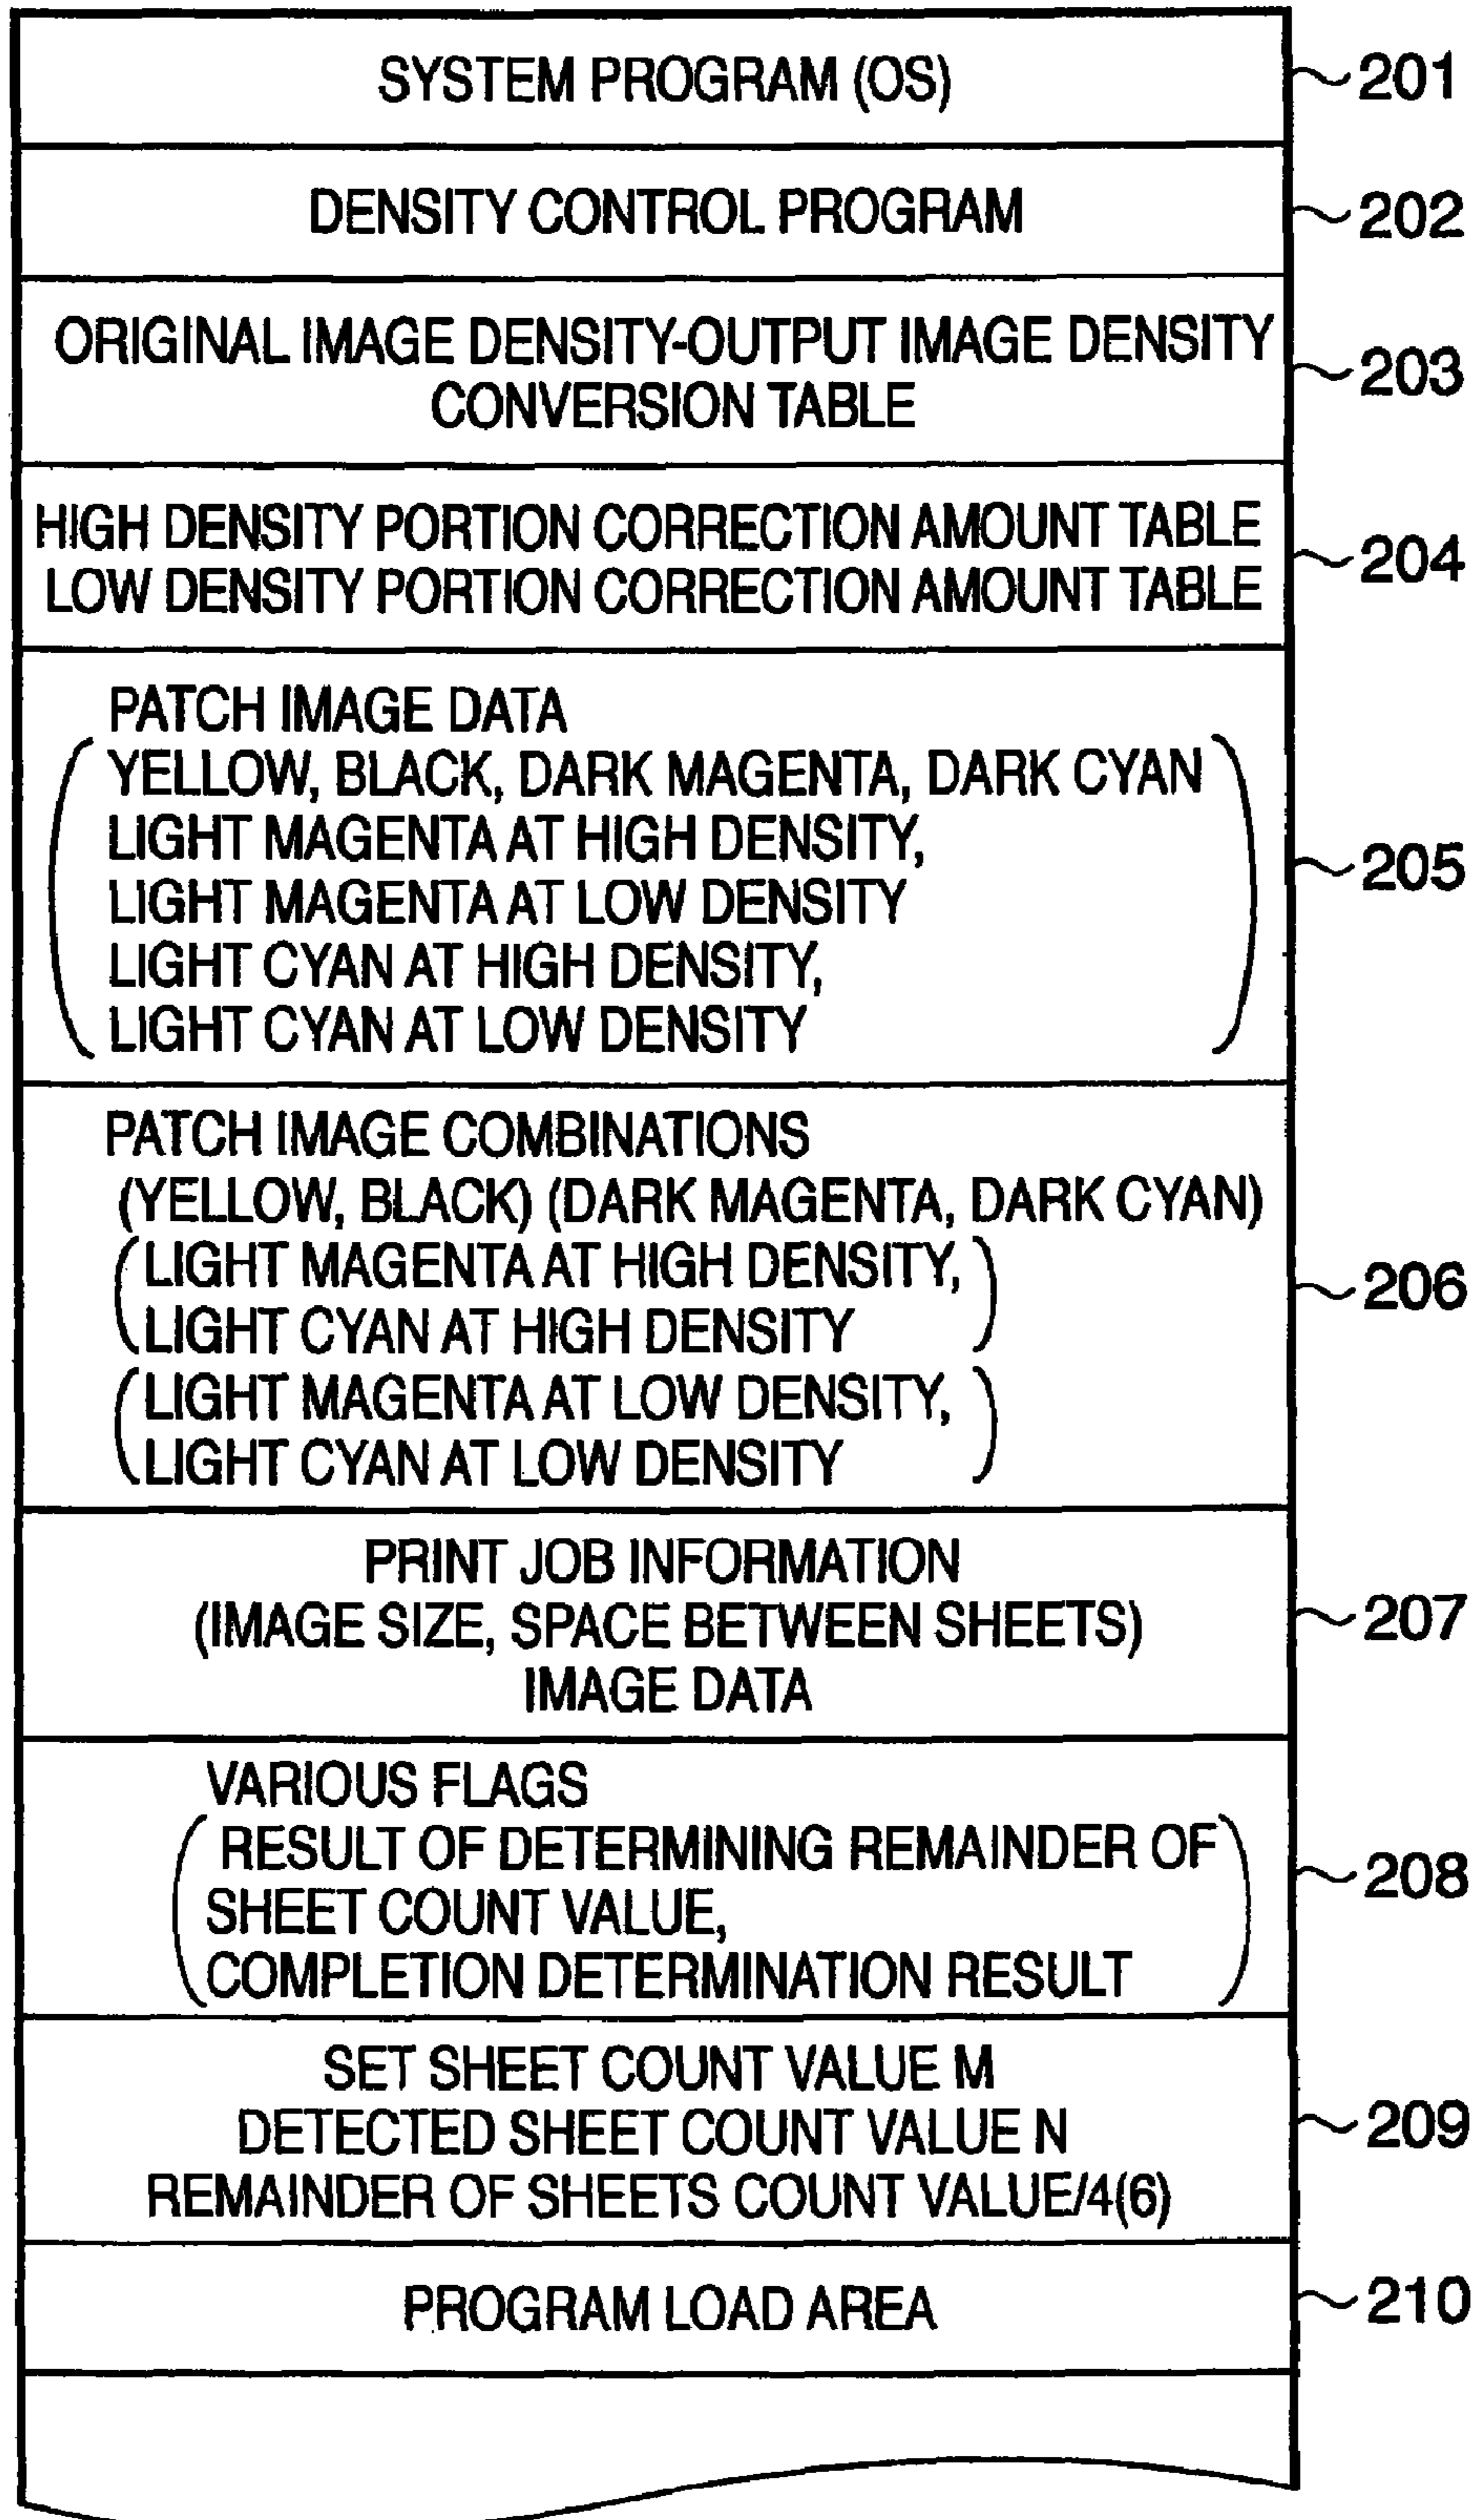 SYSTEM PROGRAM (OS)
201
DENSITY CONTROL PROGRAM
202
ORIGINAL IMAGE DENSITY-OUTPUT IMAGE DENSITY
CONVERSION TABLE
203
HIGH DENSITY PORTION CORRECTION AMOUNT TABLE
LOW DENSITY PORTION CORRECTION AMOUNT TABLE
204
PATCH IMAGE DATA
YELLOW, BLACK, DARK MAGENTA, DARK CYAN
LIGHT MAGENTA AT HIGH DENSITY,
LIGHT MAGENTA AT LOW DENSITY
LIGHT CYAN AT HIGH DENSITY,
LIGHT CYAN AT LOW DENSITY
205
PATCH IMAGE COMBINATIONS
(YELLOW, BLACK) (DARK MAGENTA, DARK CYAN)
(LIGHT MAGENTA AT HIGH DENSITY,
LIGHT CYAN AT HIGH DENSITY)
(LIGHT MAGENTA AT LOW DENSITY,
LIGHT CYAN AT LOW DENSITY)
206
PRINT JOB INFORMATION
(IMAGE SIZE, SPACE BETWEEN SHEETS)
IMAGE DATA
207
VARIOUS FLAGS
(RESULT OF DETERMINING REMAINDER OF
SHEET COUNT VALUE,
COMPLETION DETERMINATION RESULT)
208
SET SHEET COUNT VALUE M
DETECTED SHEET COUNT VALUE N
REMAINDER OF SHEETS COUNT VALUE/4(6)
209
PROGRAM LOAD AREA
210